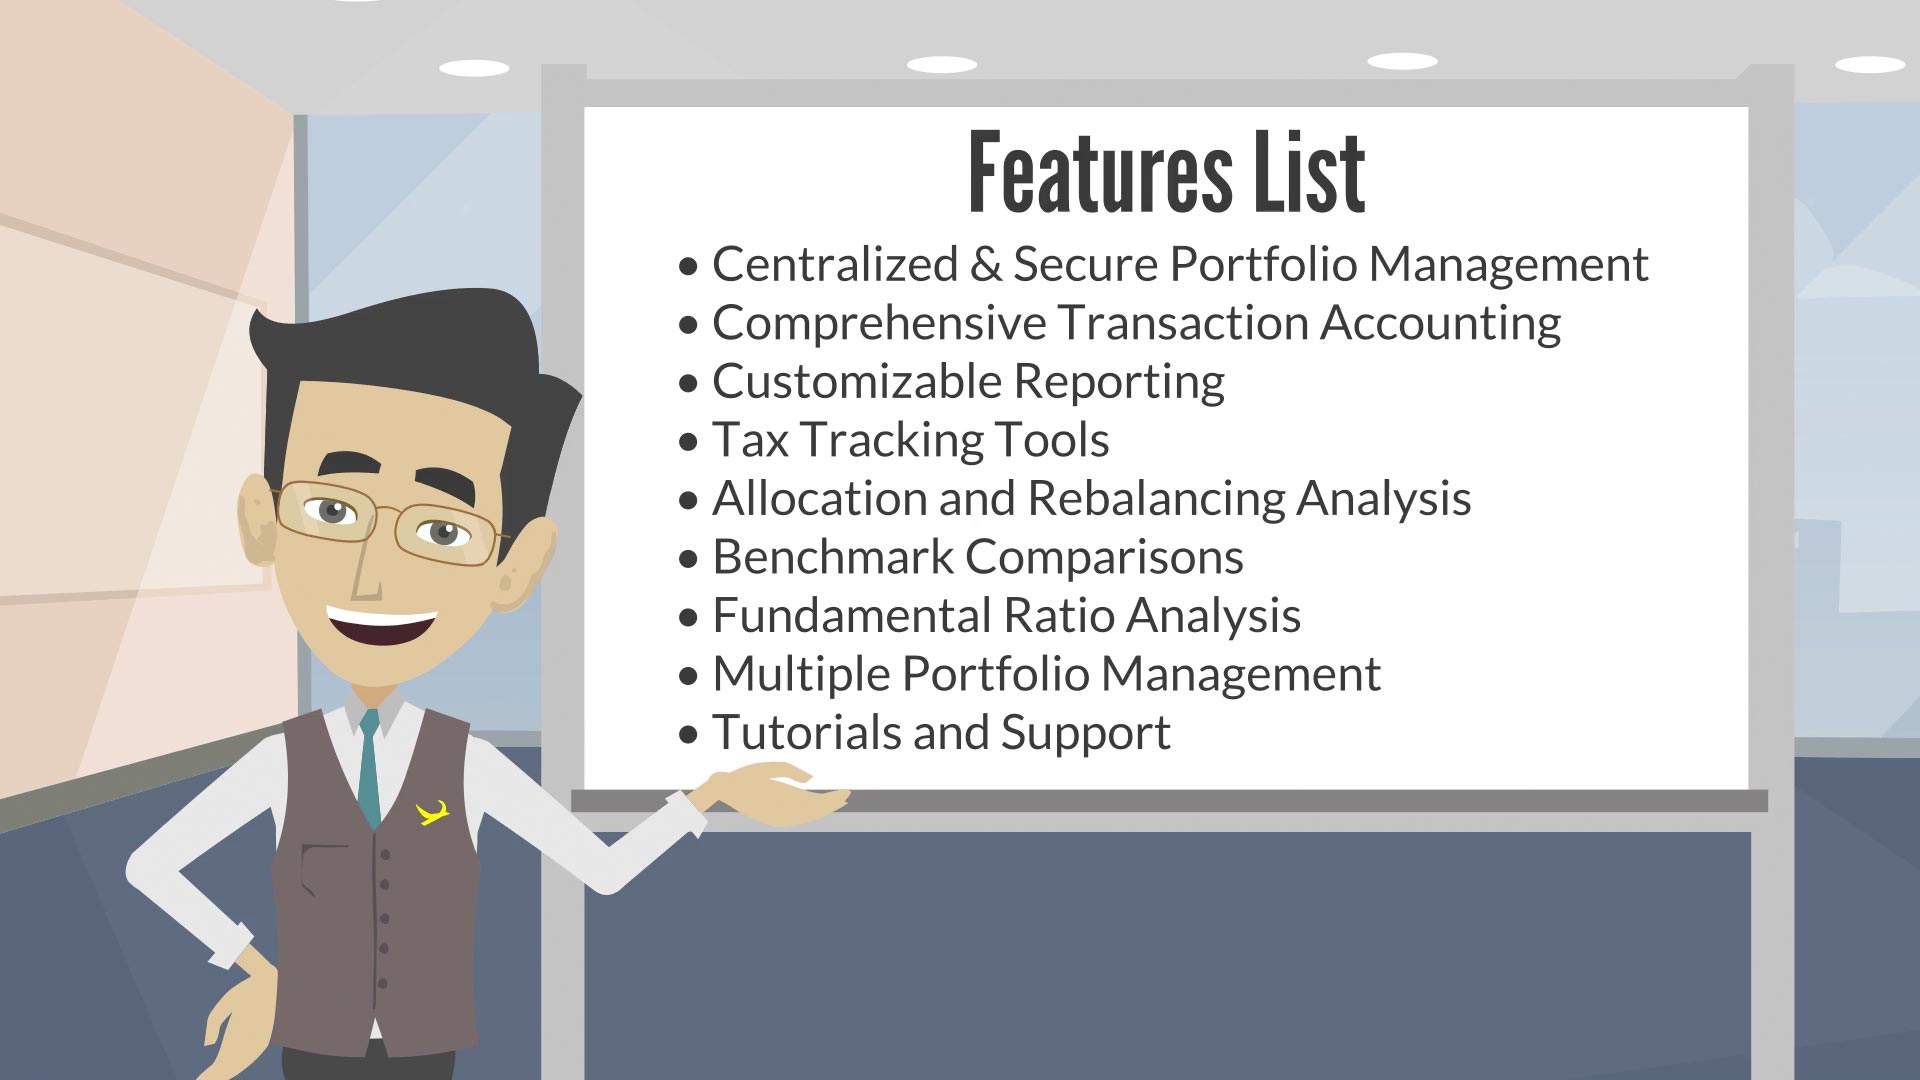 Features List
• Centralized & Secure Portfolio Management
• Comprehensive Transaction Accounting
• Customizable Reporting
• Tax Tracking Tools
• Allocation and Rebalancing Analysis
• Benchmark Comparisons
• Fundamental Ratio Analysis
• Multiple Portfolio Management
• Tutorials and Support